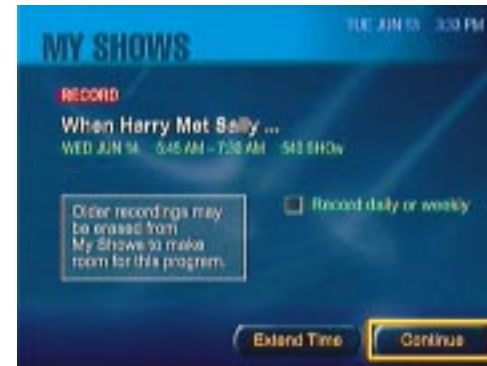 TUE JUN 13 3:30 PM
MY SHOWS
RECORD
When Harry Met Sally ...
WED JUN 14 5:45 AM - 7:30 AM 540 SHOw
Older recordings may
be erased from
My Shows to make
room for this program.
Record daily or weekly
Extend Time
Continue